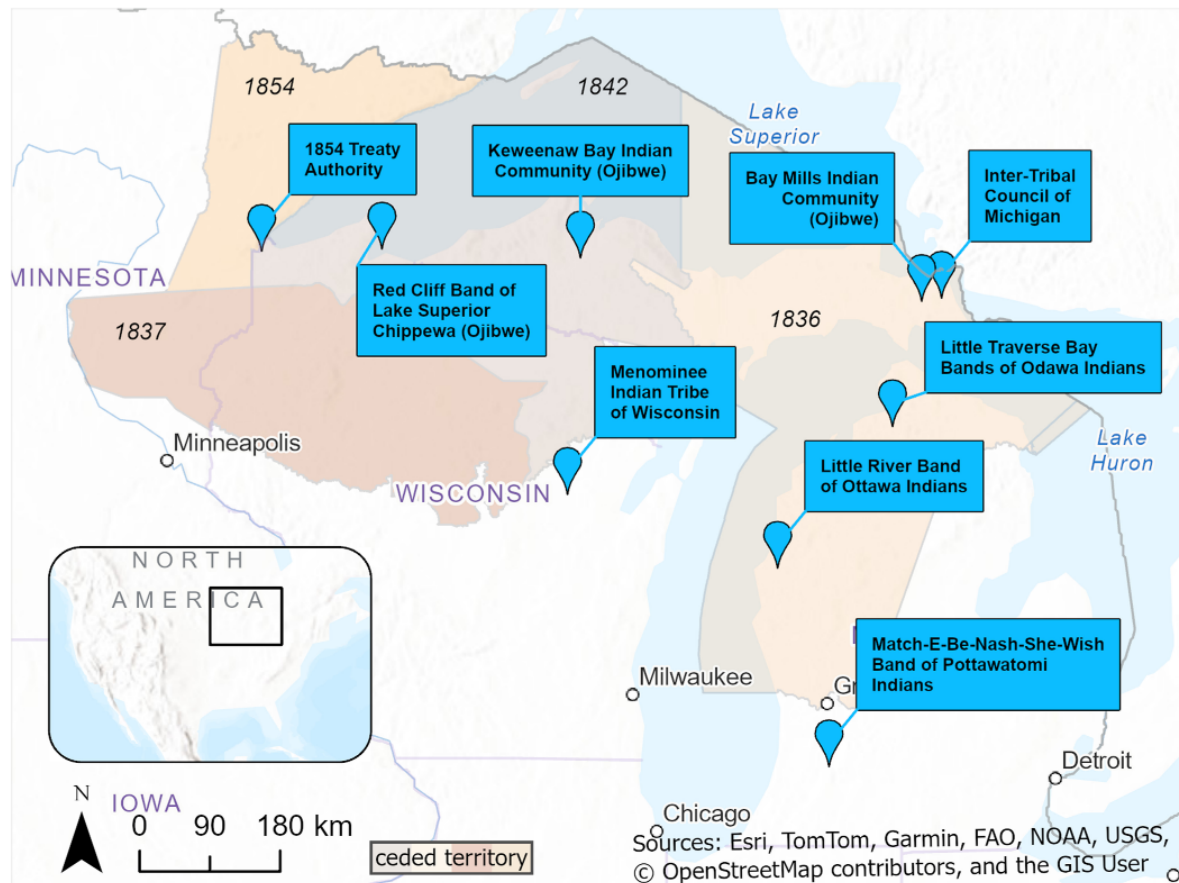 1854
1842
Lake
Superior
1854 Treaty
Authority
Keweenaw Bay Indian
Community (Ojibwe)
Bay Mills Indian
Community
(Ojibwe)
Inter-Tribal
Council of
Michigan
MINNESOTA
Red Cliff Band of
Lake Superior
Chippewa (Ojibwe)
1837
1836
Little Traverse Bay
Bands of Odawa Indians
Menominee
Indian Tribe
of Wisconsin
Minneapolis
Lake
Huron
Little River Band
of Ottawa Indians
WISCONSIN
NORTH
AMERICA
Match-E-Be-Nash-She-Wish
Band of Pottawatomi
Indians
Milwaukee
Detroit
N
IOWA
0 90 180 km
Chicago
ceded territory
Sources: Esri, TomTom, Garmin, FAO, NOAA, USGS,
© OpenStreetMap contributors, and the GIS User